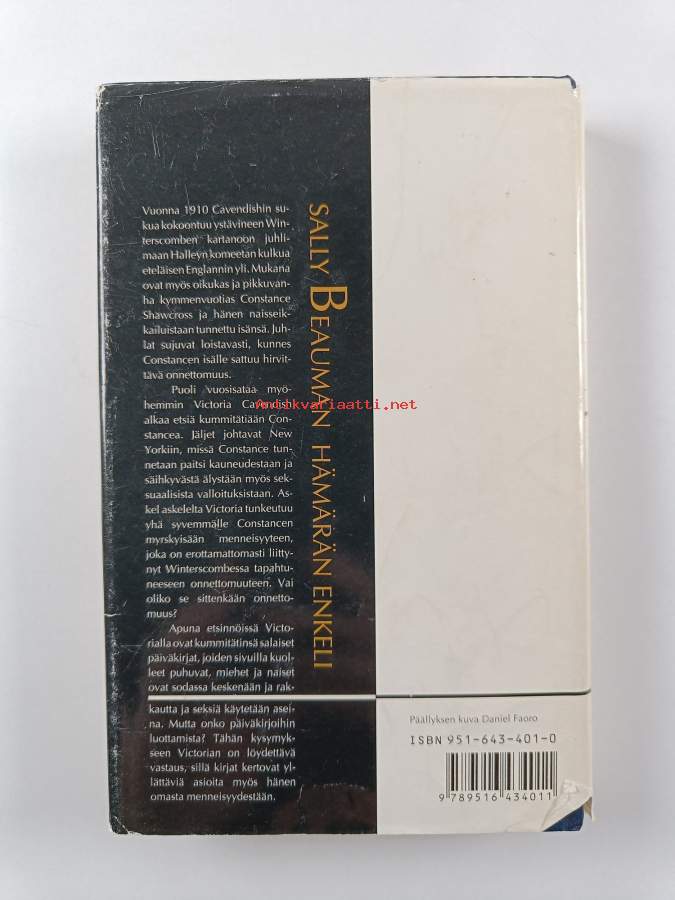 Vuonna 1910 Cavendishin su-
kua kokoontuu ystävineen Win-
terscomben kartanoon juhli-
maan Halleyn komeetan kulkua
eteläisen Englannin yli. Mukana
ovat myös oikukas ja pikkuvan-
ha kymmenvuotias Constance
Shawcross ja hänen naisseik-
kailuistaan tunnettu isänsä. Juh-
lat sujuvat loistavasti, kunnes
Constancen isälle sattuu hirvit-
tävä onnettomuus.
Puoli vuosisataa myö-
hemmin Victoria Cavendish
alkaa etsiä kummitätiään Con-
stancea. Jäljet johtavat New
Yorkiin, missä Constance tun-
netaan paitsi kauneudestaan ja
säihkyvästä älystään myös sek-
suaalisista valloituksistaan. As-
kel askelelta Victoria tunkeutuu
yhä syvemmälle Constancen
myrskyisään menneisyyteen,
joka on erottamattomasti liitty-
nyt Winterscombessa tapahtu-
neeseen onnettomuuteen. Vai
oliko se sittenkään onnetto-
muus?
Apuna etsinnöissä Victo-
rialla ovat kummitätinsä salaiset
päiväkirjat, joiden sivuilla kuol-
leet puhuvat, miehet ja naiset
ovat sodassa keskenään ja rak-
kautta ja seksiä käytetään asei-
na. Mutta onko päiväkirjoihin
luottamista? Tähän kysymyk-
seen Victorian on löydettävä
vastaus, sillä kirjat kertovat yl-
lättäviä asioita myös hänen
omasta menneisyydestään.
SALLY BEAUMAN HÄMÄRÄN ENKELI
Antikvariaatti.net
Päällyksen kuva Daniel Faoro
ISBN 951-643-401-0
9 789516 434011